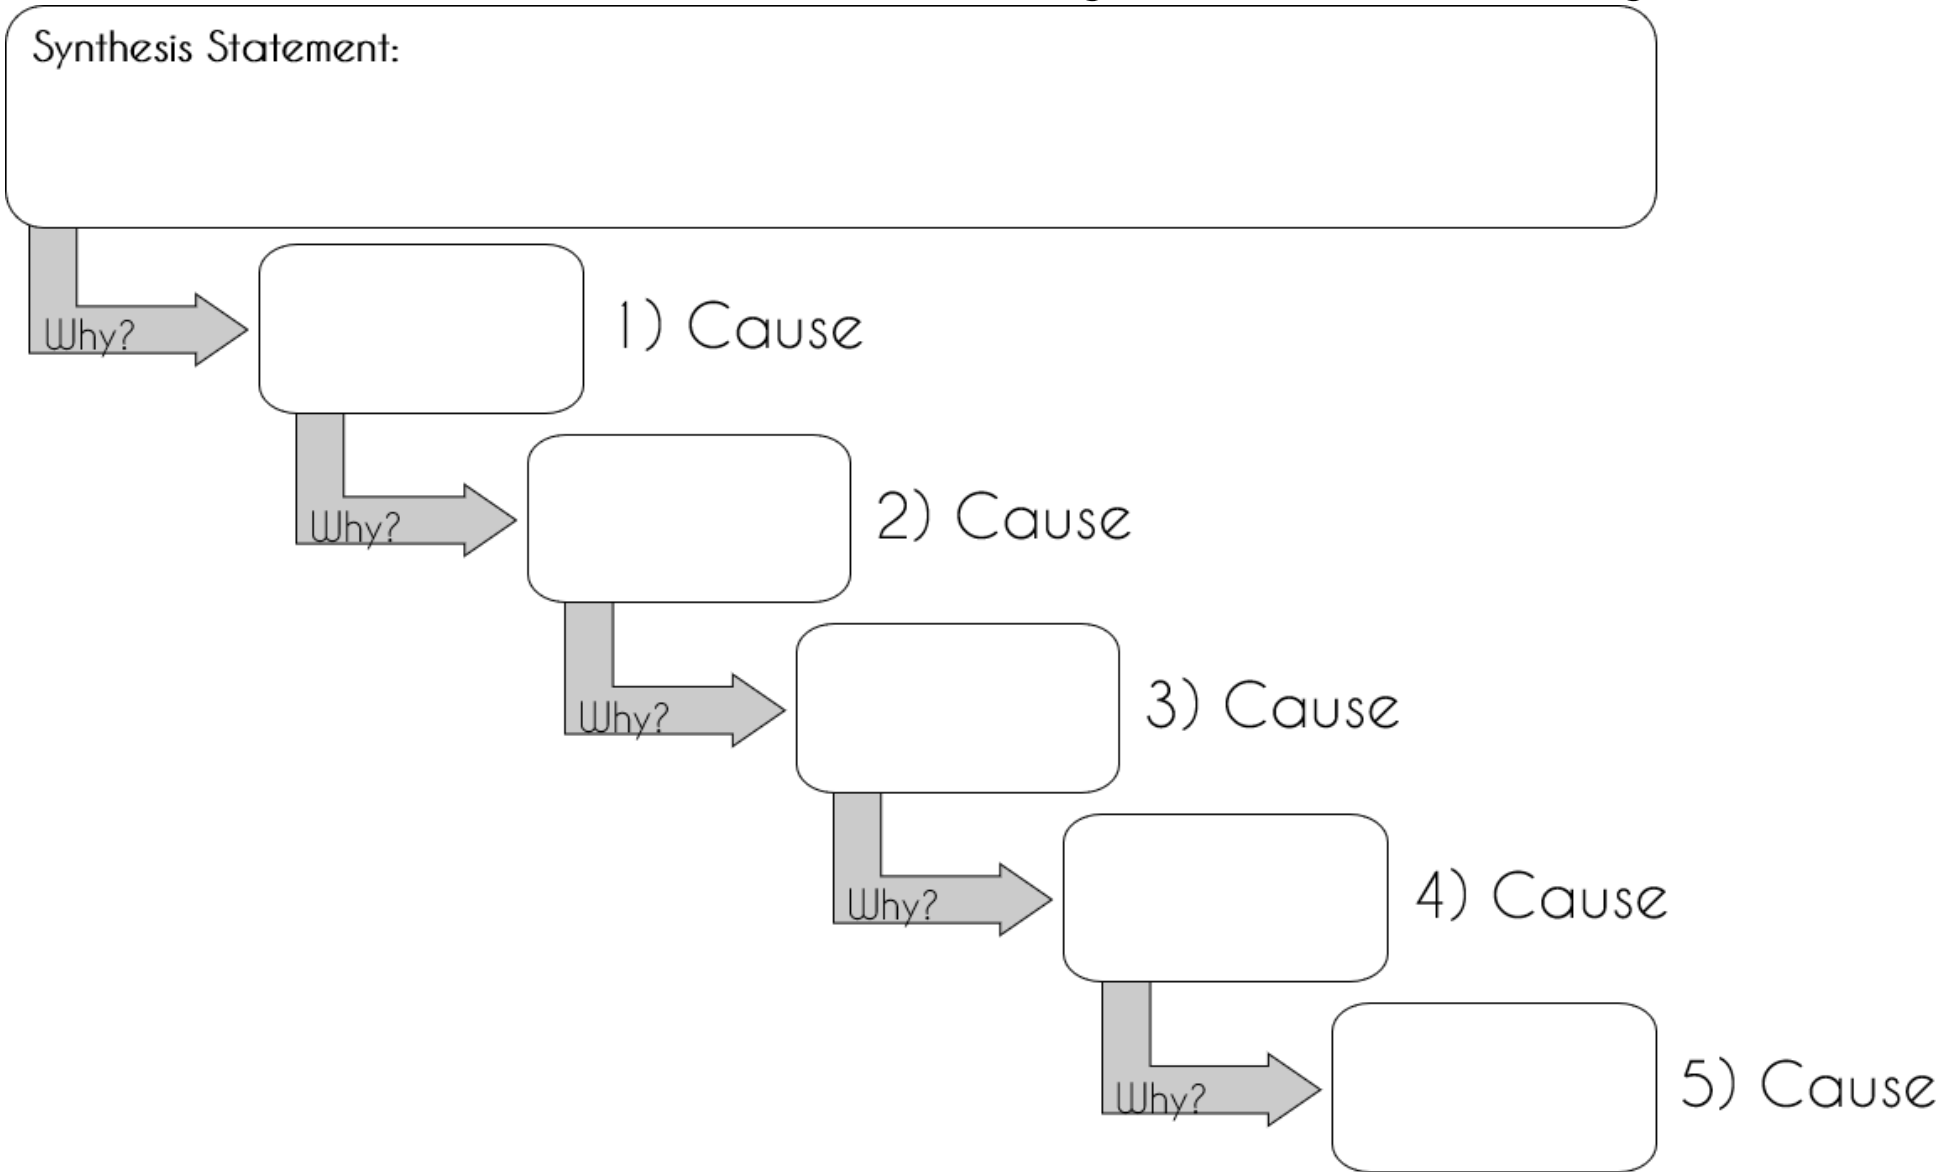 Synthesis Statement:
Why?
1) Cause
Why?
2) Cause
Why?
3) Cause
Why?
4) Cause
Why?
5) Cause